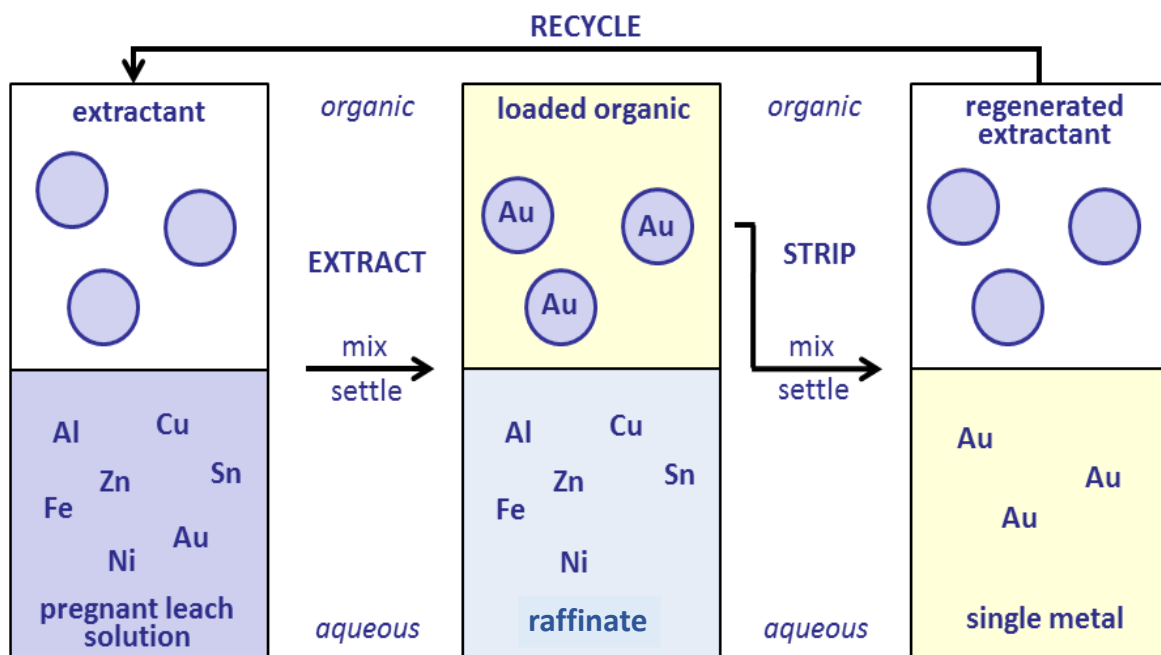 RECYCLE
extractant
organic
loaded organic
organic
regenerated
extractant
Au
Au
Au
EXTRACT
STRIP
mix
settle
mix
settle
Al
Cu
Zn
Sn
Fe
Au
Ni
pregnant leach
solution
aqueous
Al
Cu
Zn
Sn
Fe
Ni
raffinate
aqueous
Au
Au
Au
single metal